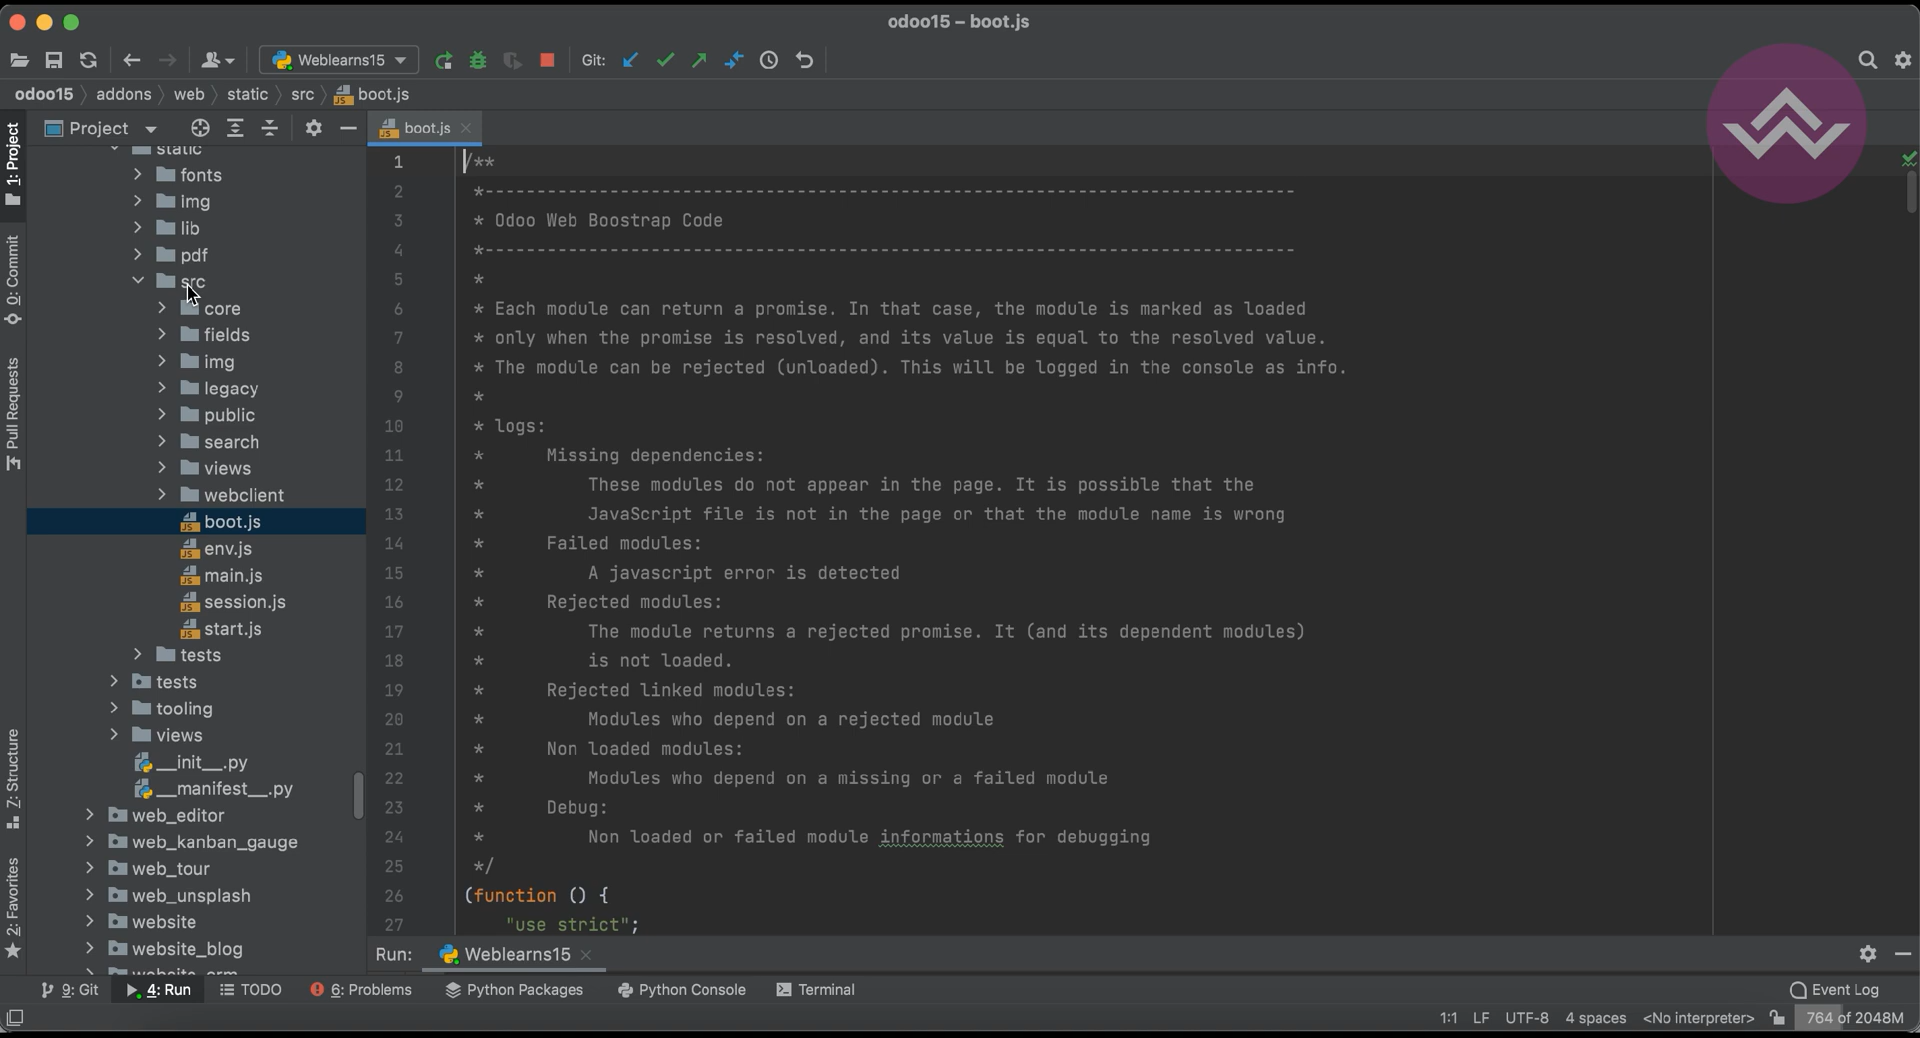 odoo15 – boot.js
Weblearns15
Git:
odoo15 addons web static src boot.js
Project
boot.js
1: Project
0: Commit
Pull Requests
7: Structure
2: Favorites
static
fonts
img
lib
pdf
src
core
fields
img
legacy
public
search
views
webclient
boot.js
env.js
main.js
session.js
start.js
tests
tests
tooling
views
__init__.py
__manifest__.py
web_editor
web_kanban_gauge
web_tour
web_unsplash
website
website_blog
website_crm
1 /**
2 *------------------------------------------------------------------------------
3 * Odoo Web Boostrap Code
4 *------------------------------------------------------------------------------
5 *
6 * Each module can return a promise. In that case, the module is marked as loaded
7 * only when the promise is resolved, and its value is equal to the resolved value.
8 * The module can be rejected (unloaded). This will be logged in the console as info.
9 *
10 * logs:
11 * Missing dependencies:
12 * These modules do not appear in the page. It is possible that the
13 * JavaScript file is not in the page or that the module name is wrong
14 * Failed modules:
15 * A javascript error is detected
16 * Rejected modules:
17 * The module returns a rejected promise. It (and its dependent modules)
18 * is not loaded.
19 * Rejected linked modules:
20 * Modules who depend on a rejected module
21 * Non loaded modules:
22 * Modules who depend on a missing or a failed module
23 * Debug:
24 * Non loaded or failed module informations for debugging
25 */
26 (function () {
27 "use strict";
Run: Weblearns15
9: Git 4: Run TODO 6: Problems Python Packages Python Console Terminal Event Log
1:1 LF UTF-8 4 spaces <No interpreter> 764 of 2048M